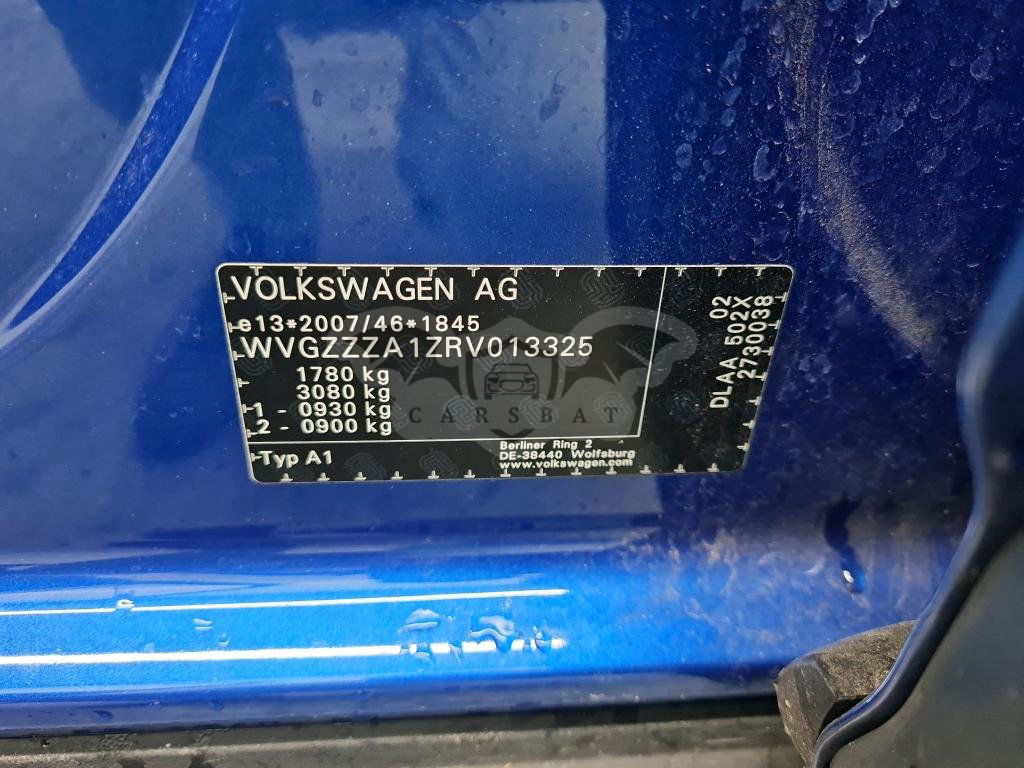 VOLKSWAGEN AG
e13*2007/46*1845
WVGZZZA1ZRV013325
1780 kg
3080 kg
1 - 0930 kg
2 - 0900 kg
Typ A1
Berliner Ring 2
DE-38440 Wolfsburg
www.volkswagen.com
DLAA 502X 02
2730038
CARSBAT